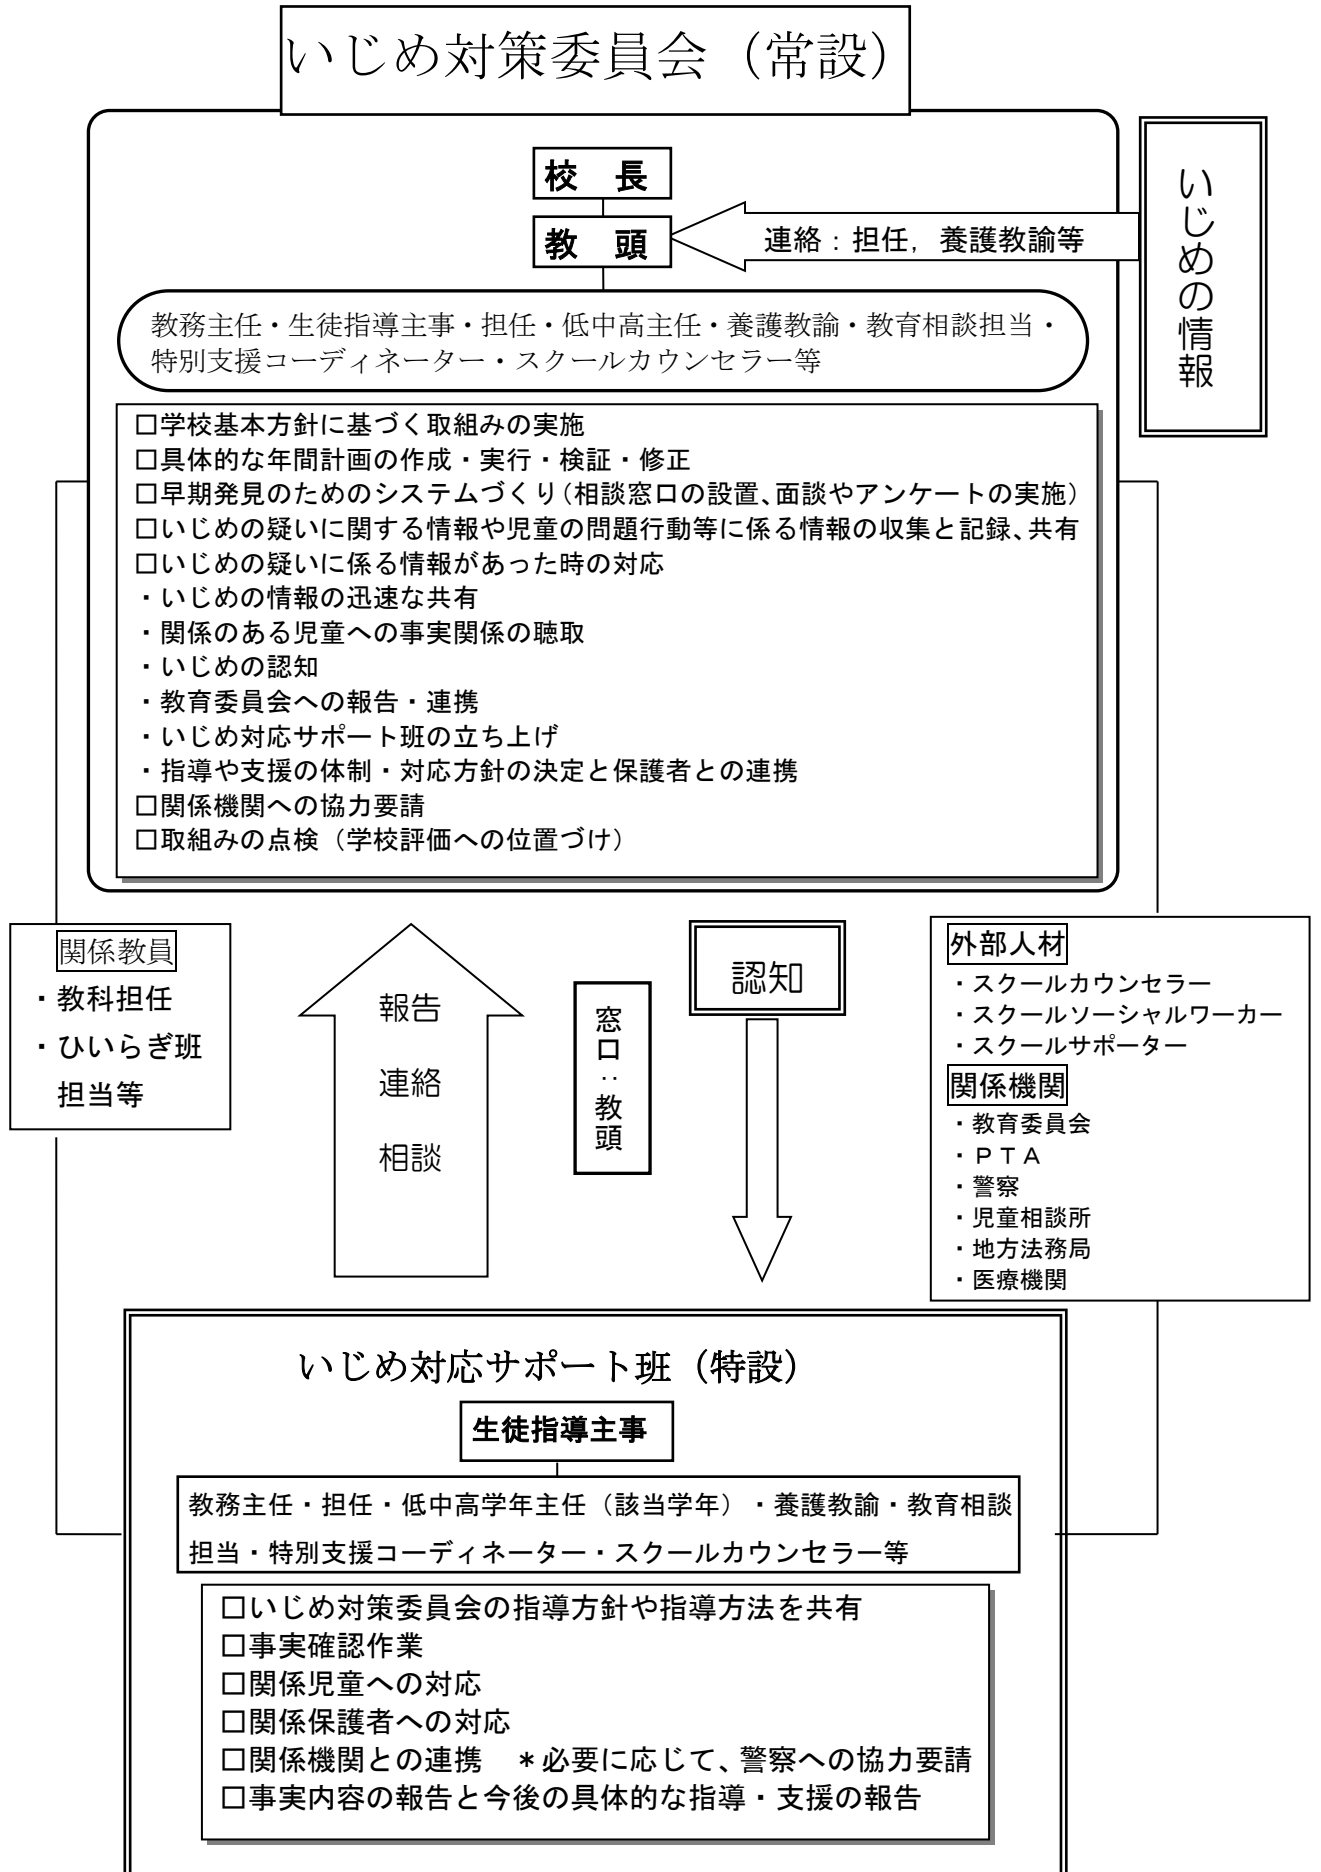 いじめ対策委員会（常設）
校　長
教　頭
連絡：担任，養護教諭等
いじめの情報
教務主任・生徒指導主事・担任・低中高主任・養護教諭・教育相談担当・
特別支援コーディネーター・スクールカウンセラー等
□学校基本方針に基づく取組みの実施
□具体的な年間計画の作成・実行・検証・修正
□早期発見のためのシステムづくり（相談窓口の設置、面談やアンケートの実施）
□いじめの疑いに関する情報や児童の問題行動等に係る情報の収集と記録、共有
□いじめの疑いに係る情報があった時の対応
・いじめの情報の迅速な共有
・関係のある児童への事実関係の聴取
・いじめの認知
・教育委員会への報告・連携
・いじめ対応サポート班の立ち上げ
・指導や支援の体制・対応方針の決定と保護者との連携
□関係機関への協力要請
□取組みの点検（学校評価への位置づけ）
関係教員
・教科担任
・ひいらぎ班
担当等
報告
連絡
相談
窓口：教頭
認知
外部人材
・スクールカウンセラー
・スクールソーシャルワーカー
・スクールサポーター
関係機関
・教育委員会
・ＰＴＡ
・警察
・児童相談所
・地方法務局
・医療機関
いじめ対応サポート班（特設）
生徒指導主事
教務主任・担任・低中高学年主任（該当学年）・養護教諭・教育相談
担当・特別支援コーディネーター・スクールカウンセラー等
□いじめ対策委員会の指導方針や指導方法を共有
□事実確認作業
□関係児童への対応
□関係保護者への対応
□関係機関との連携　＊必要に応じて、警察への協力要請
□事実内容の報告と今後の具体的な指導・支援の報告